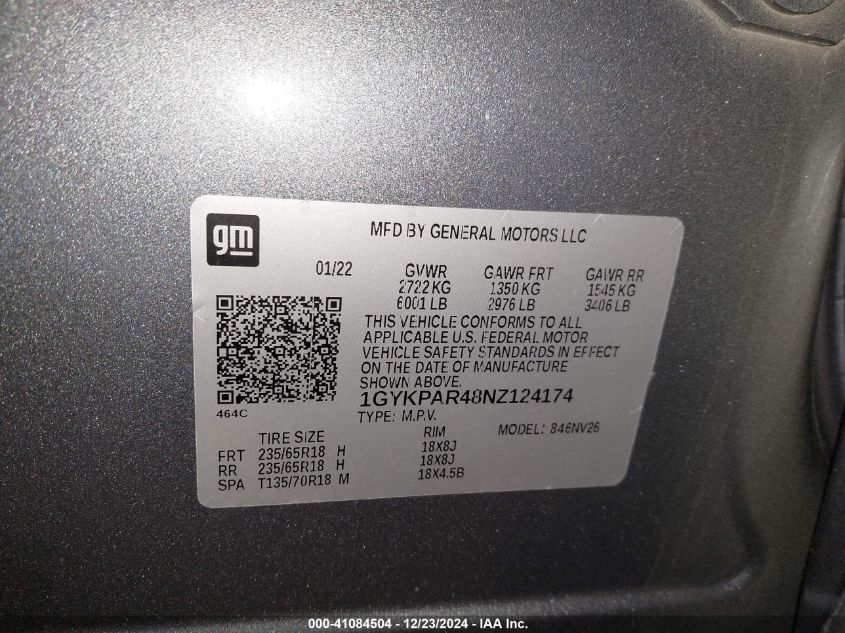 gm
MFD BY GENERAL MOTORS LLC
01/22 GVWR GAWR FRT GAWR RR
2722 KG 1350 KG 1545 KG
6001 LB 2976 LB 3406 LB
THIS VEHICLE CONFORMS TO ALL
APPLICABLE U.S. FEDERAL MOTOR
VEHICLE SAFETY STANDARDS IN EFFECT
ON THE DATE OF MANUFACTURE
SHOWN ABOVE.
1GYKPAR48NZ124174
464C
TYPE: M.P.V. MODEL: 846NV26
TIRE SIZE RIM
FRT 235/65R18 H 18X8J
RR 235/65R18 H 18X8J
SPA T135/70R18 M 18X4.5B
000-41084504 - 12/23/2024 - IAA Inc.